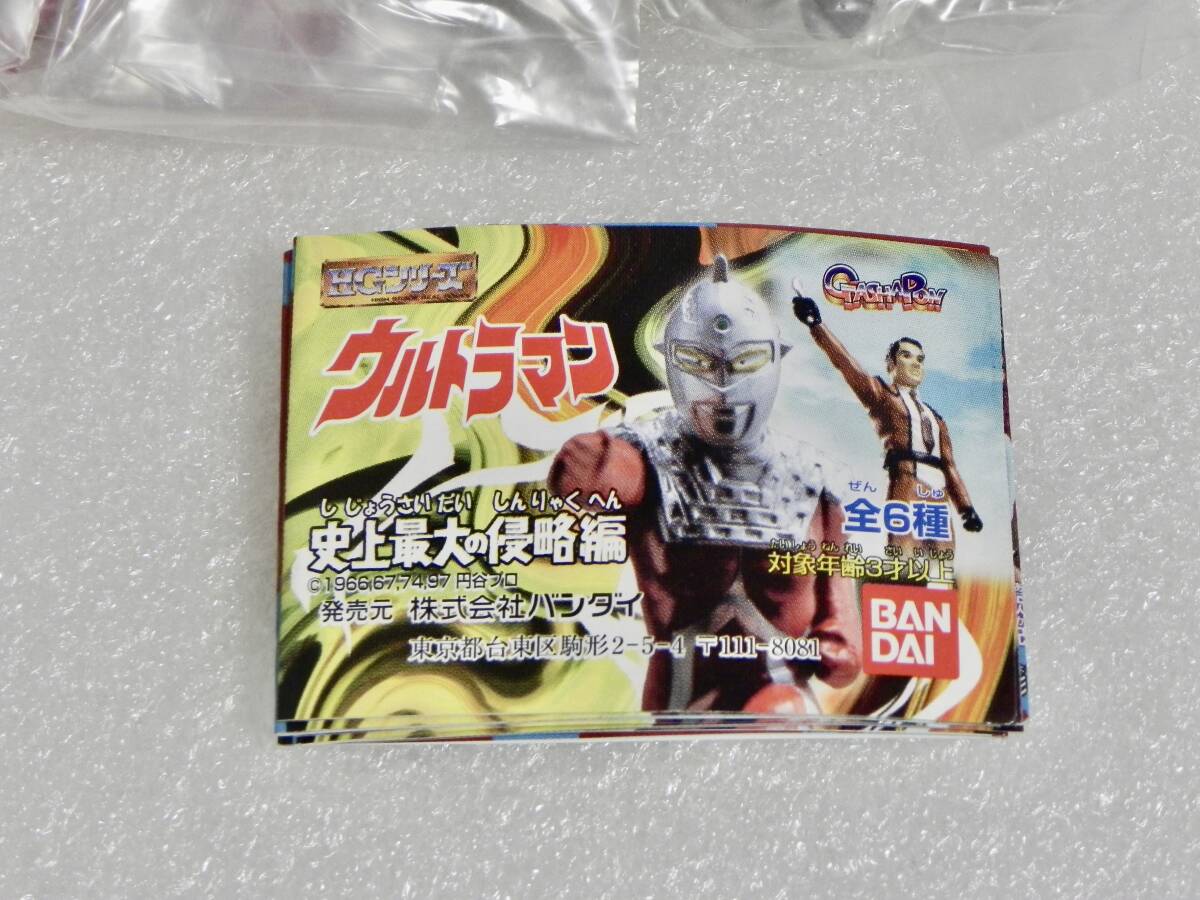 HGシリーズ
GASHAPON
ウルトラマン
ぜん しゅ
全6種
し じょうさい だい しんりゃく へん
史上最大の侵略編
たいしょう ねん れい さい い じょう
対象年齢3才以上
©1966,67,74,97 円谷プロ
発売元 株式会社バンダイ
東京都台東区駒形2-5-4 〒111-8081
BAN
DAI